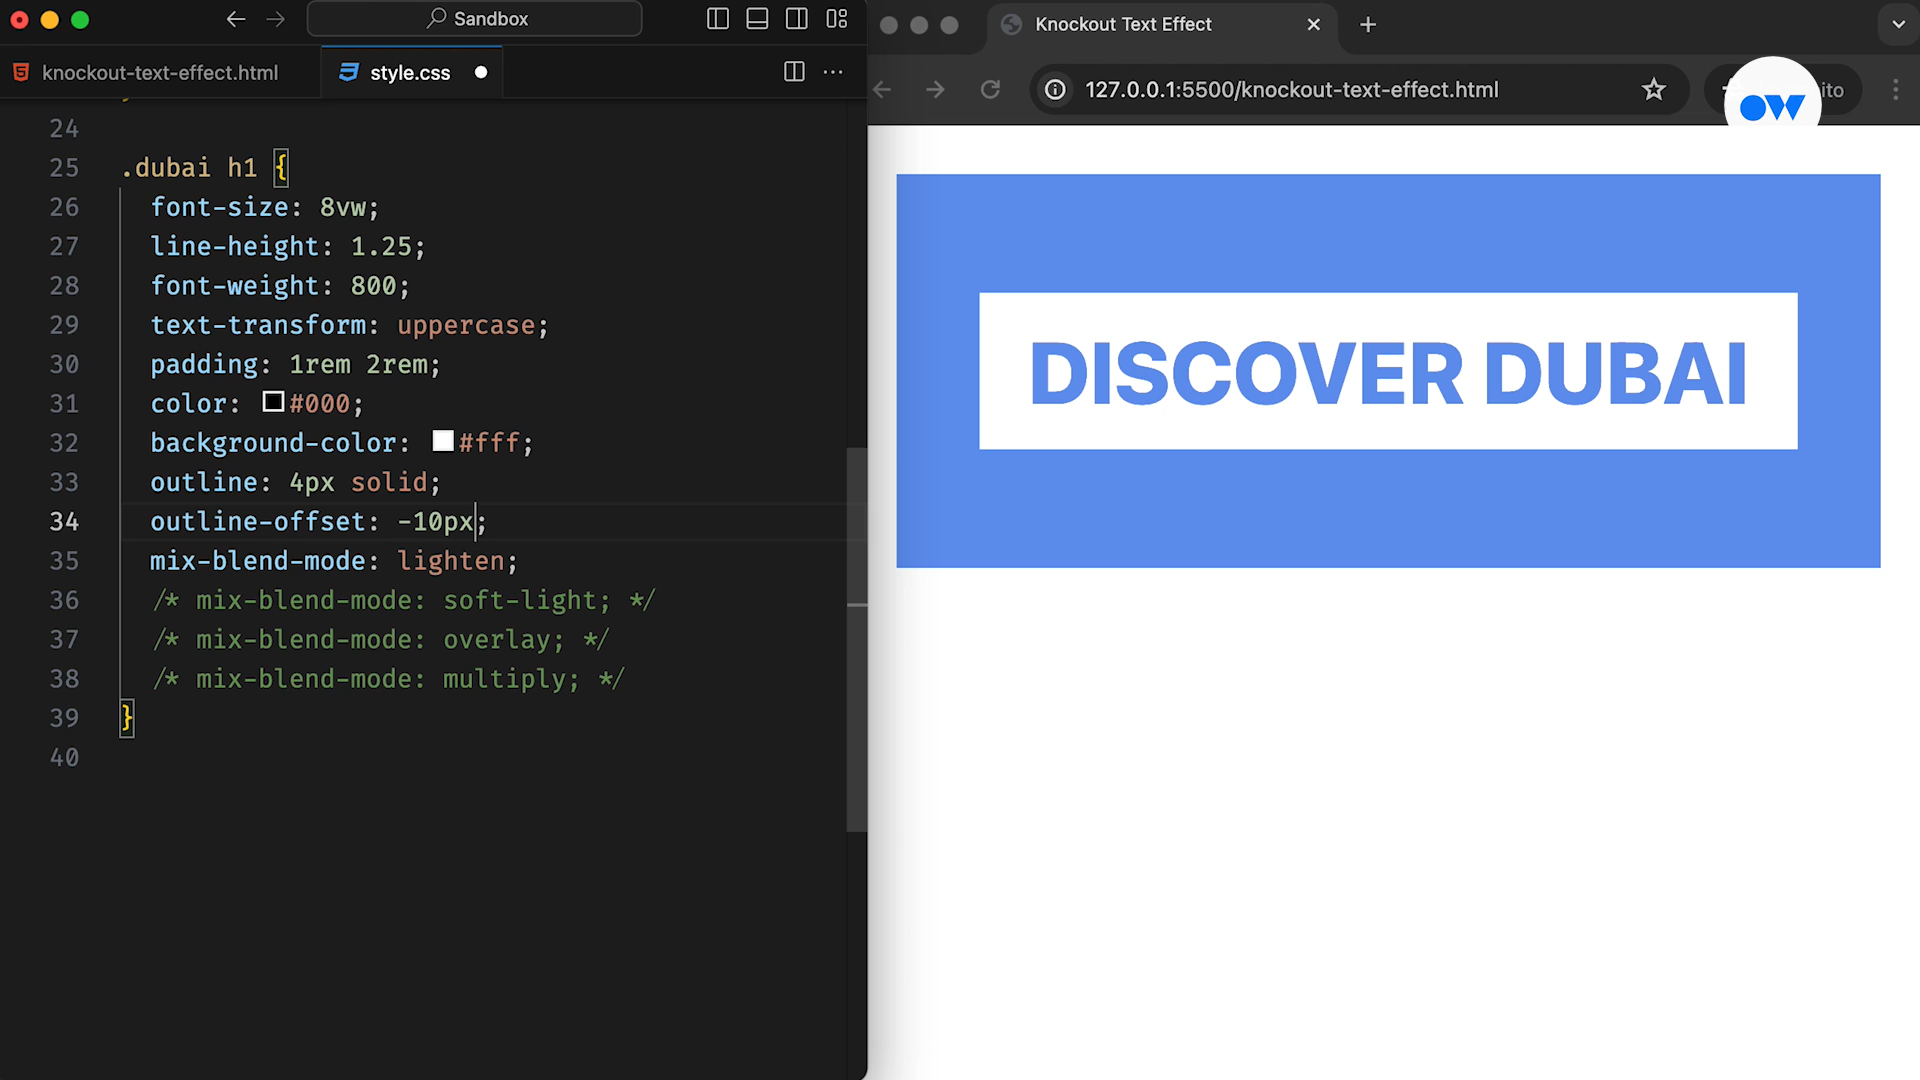 Sandbox
knockout-text-effect.html
style.css
24
25 .dubai h1 {
26 font-size: 8vw;
27 line-height: 1.25;
28 font-weight: 800;
29 text-transform: uppercase;
30 padding: 1rem 2rem;
31 color: #000;
32 background-color: #fff;
33 outline: 4px solid;
34 outline-offset: -10px;
35 mix-blend-mode: lighten;
36 /* mix-blend-mode: soft-light; */
37 /* mix-blend-mode: overlay; */
38 /* mix-blend-mode: multiply; */
39 }
40
Knockout Text Effect
127.0.0.1:5500/knockout-text-effect.html
ito
OW
DISCOVER DUBAI